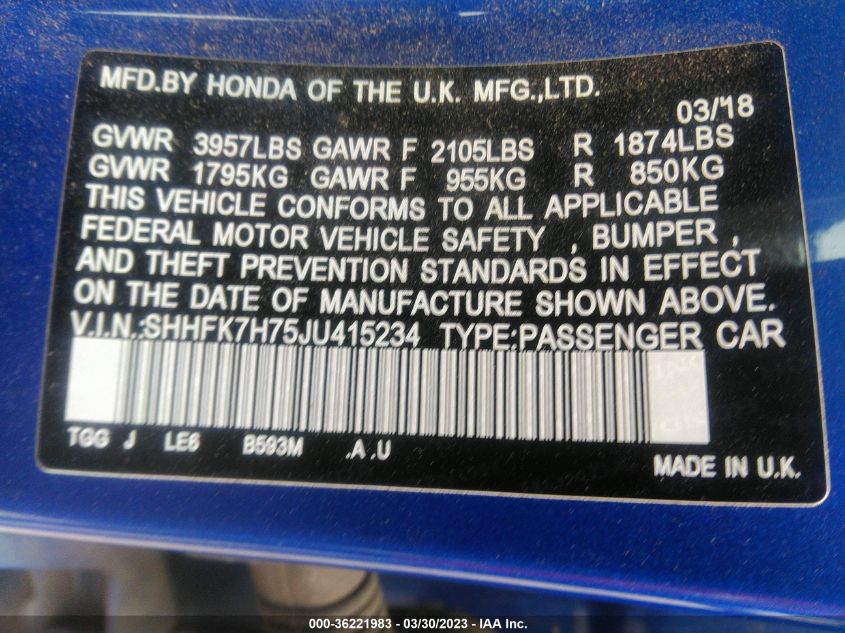 MFD.BY HONDA OF THE U.K. MFG.,LTD.
03/'18
GVWR 3957LBS GAWR F 2105LBS R 1874LBS
GVWR 1795KG GAWR F 955KG R 850KG
THIS VEHICLE CONFORMS TO ALL APPLICABLE
FEDERAL MOTOR VEHICLE SAFETY , BUMPER ,
AND THEFT PREVENTION STANDARDS IN EFFECT
ON THE DATE OF MANUFACTURE SHOWN ABOVE.
V.I.N.:SHHFK7H75JU415234 TYPE:PASSENGER CAR
TGG J LE6 B593M .A .U
MADE IN U.K.
000-36221983 — 03/30/2023 — IAA Inc.